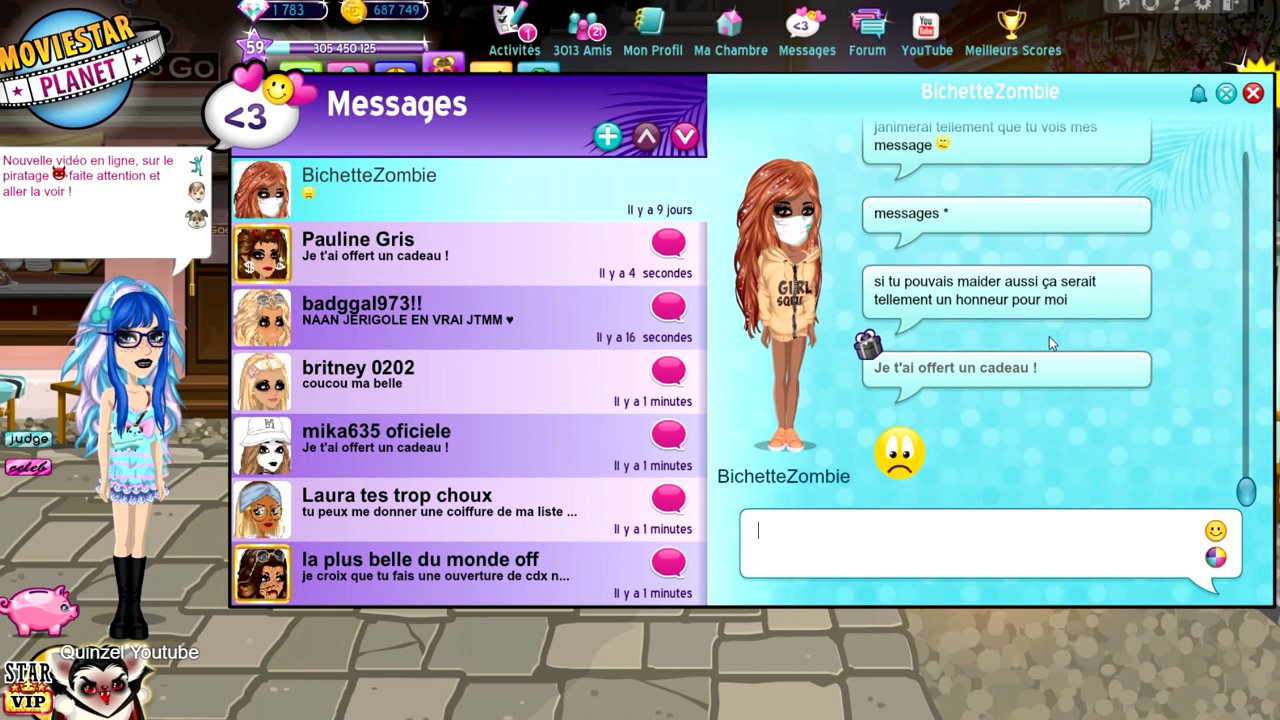 MOVIESTAR
PLANET
Go
1 783
687 749
59
305 450 125
1
Activités
21
3013 Amis
Mon Profil
Ma Chambre
<3
Messages
Forum
You
Tube
YouTube
Meilleurs Scores
Nouvelle vidéo en ligne, sur le
piratage 😈faite attention et
aller la voir !
judge
celeb
Quinzel Youtube
STAR
VIP
<3
Messages
BichetteZombie
Il y a 9 jours
Pauline Gris
Je t'ai offert un cadeau !
Il y a 4 secondes
badggal973!!
NAAN JERIGOLE EN VRAI JTMM ♥
Il y a 16 secondes
britney 0202
coucou ma belle
Il y a 1 minutes
mika635 oficiele
Je t'ai offert un cadeau !
Il y a 1 minutes
Laura tes trop choux
tu peux me donner une coiffure de ma liste ...
Il y a 1 minutes
la plus belle du monde off
je croix que tu fais une ouverture de cdx n...
Il y a 1 minutes
BichetteZombie
janimerai tellement que tu vois mes
message
messages *
si tu pouvais maider aussi ça serait
tellement un honneur pour moi
Je t'ai offert un cadeau !
GIRL
BichetteZombie